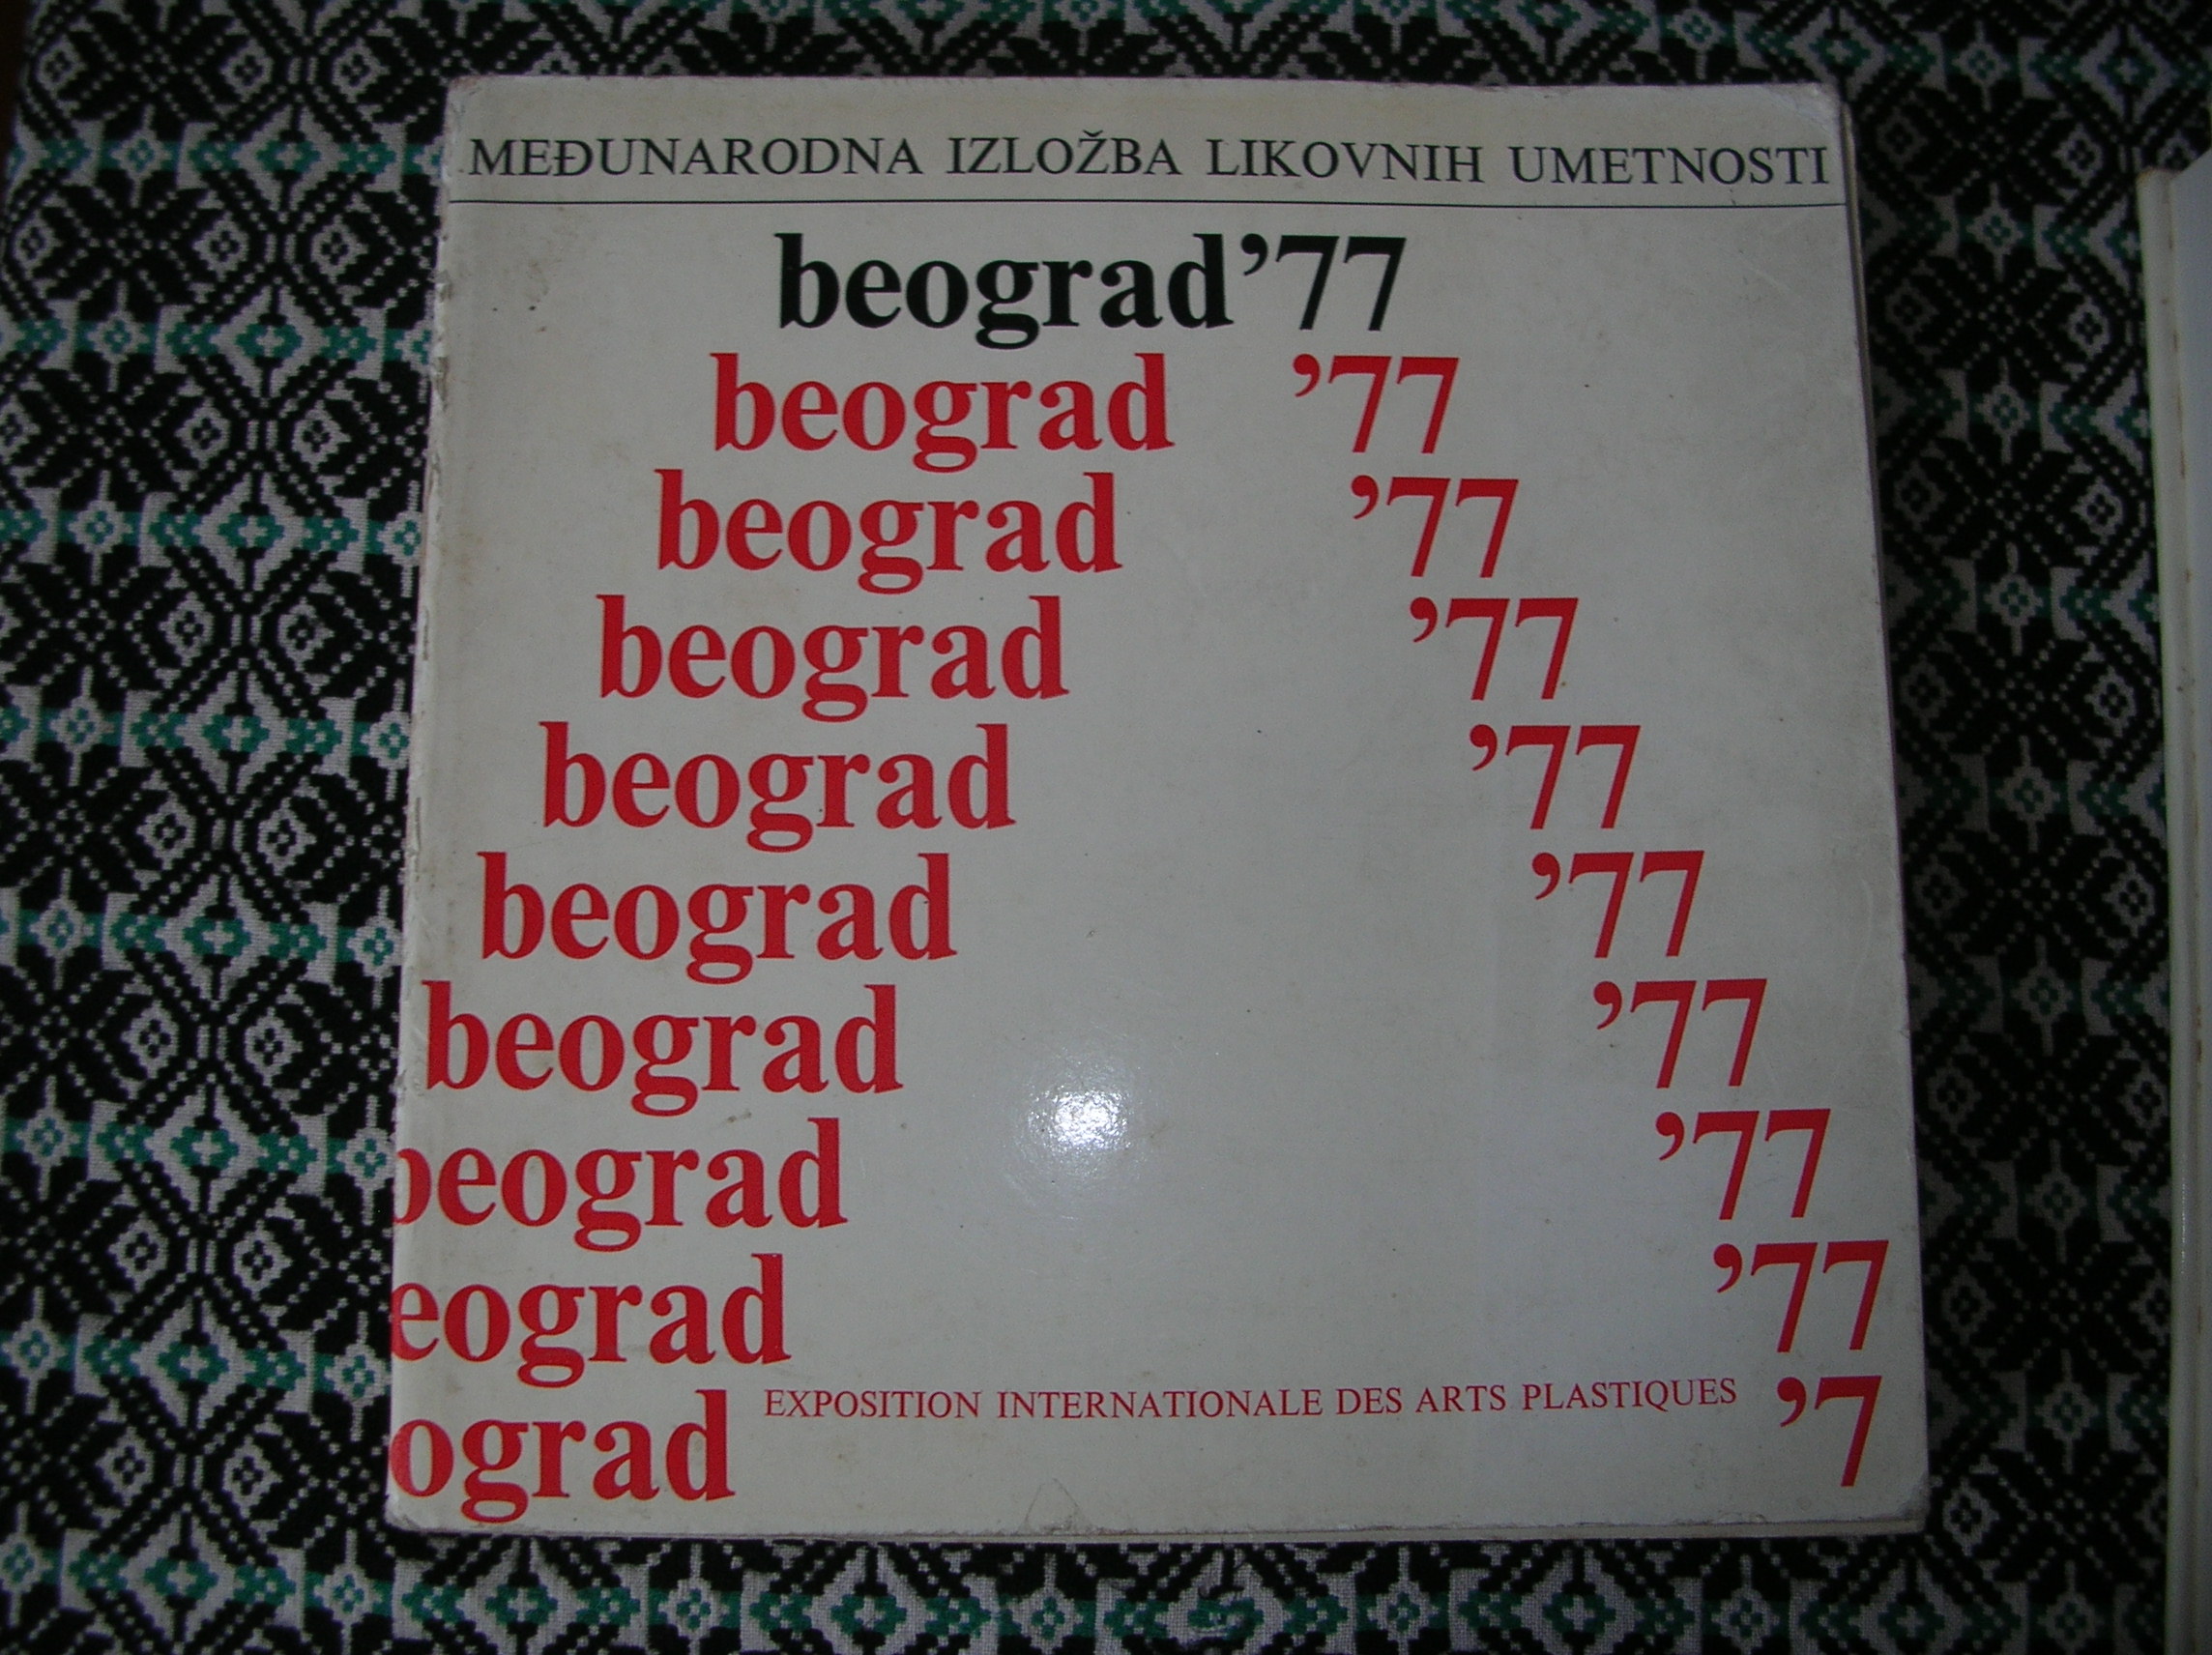 MEĐUNARODNA IZLOŽBA LIKOVNIH UMETNOSTI
beograd’77
beograd ’77
beograd ’77
beograd ’77
beograd ’77
beograd ’77
beograd ’77
beograd ’77
eograd ’77
ograd EXPOSITION INTERNATIONALE DES ARTS PLASTIQUES ’7